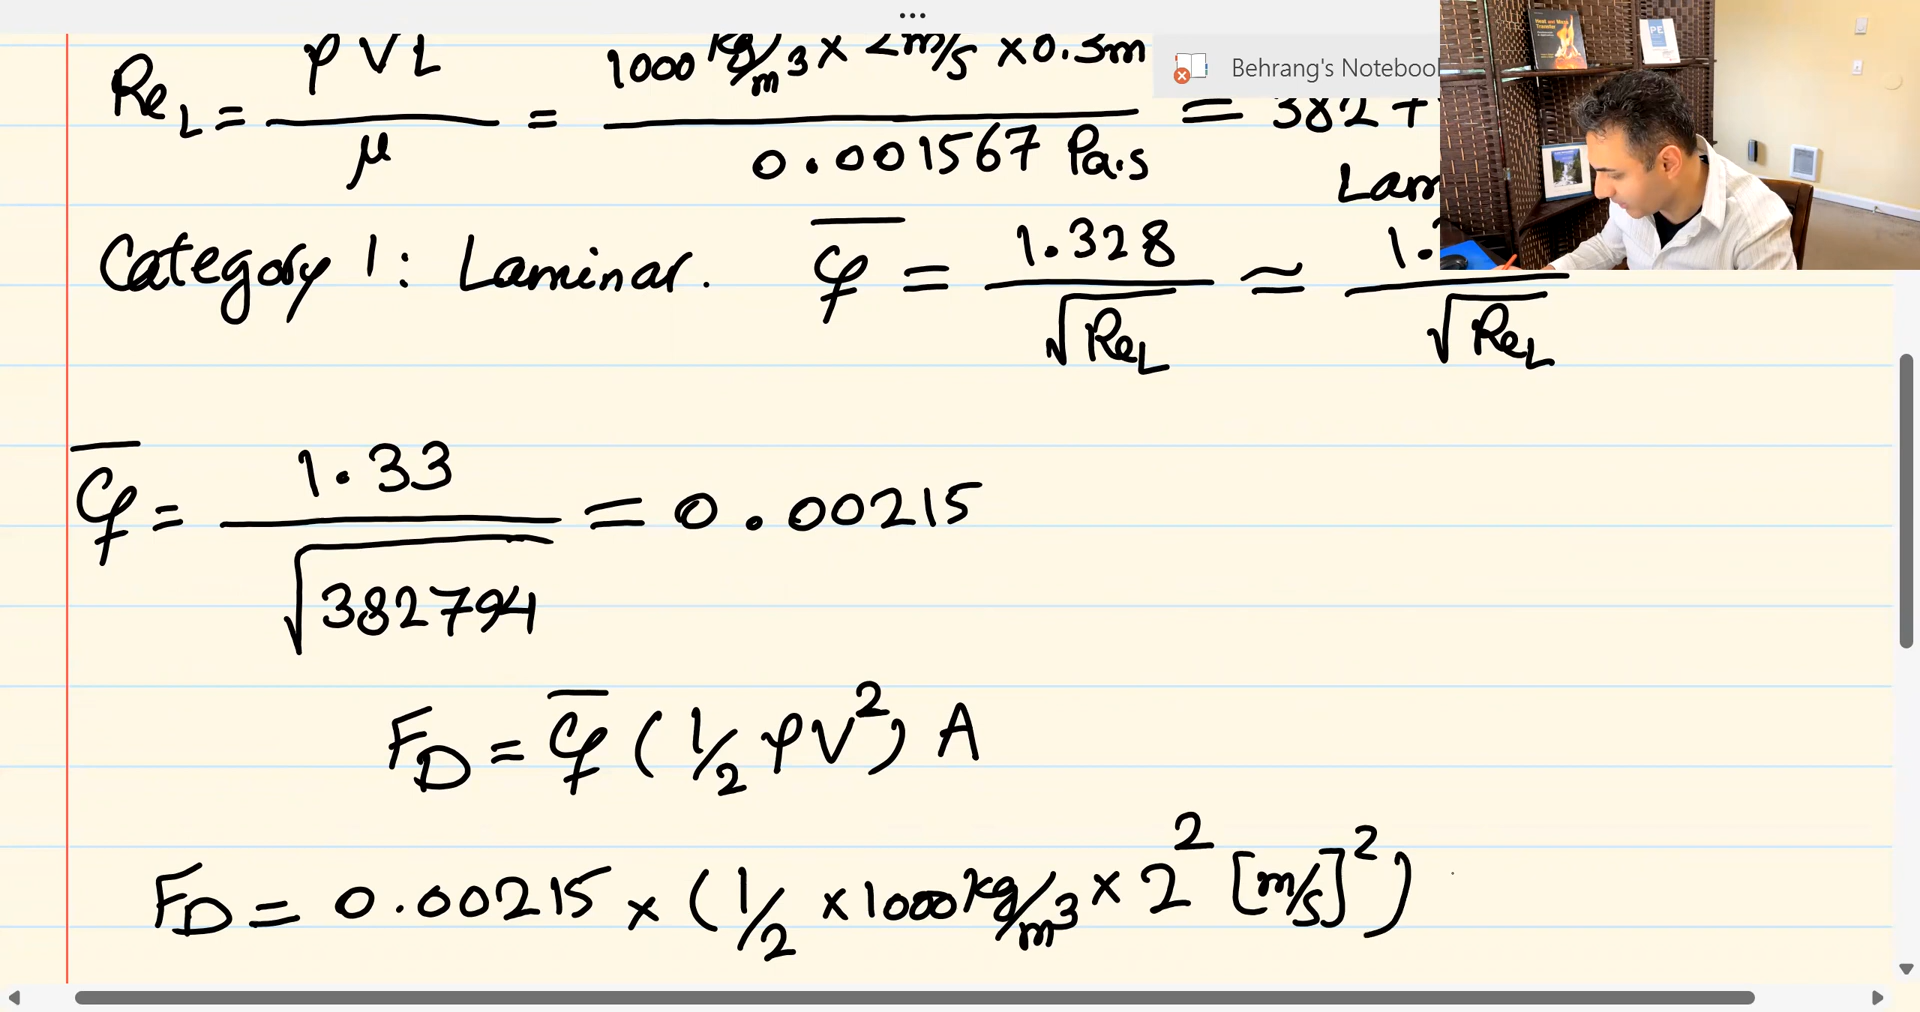 ...
Behrang's Notebook
Re_L = ρVL / μ = 1000 kg/m³ × 2 m/s × 0.3m / 0.001567 Pa.s = 3827
Lam
Category 1: Laminar. C̅f = 1.328 / √Re_L ≈ 1. / √Re_L
C̅f = 1.33 / √382794 = 0.00215
F_D = C̅f (1/2 ρV²) A
F_D = 0.00215 × (1/2 × 1000 kg/m³ × 2² [m/s]²)